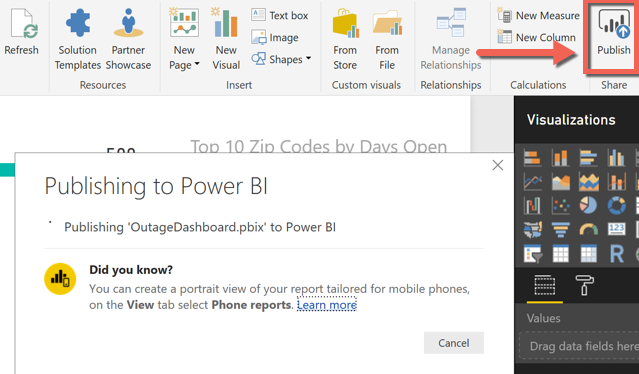 Refresh
Solution Templates
Partner Showcase
Resources
New Page
New Visual
Text box
Image
Shapes
Insert
From Store
From File
Custom visuals
Manage Relationships
Relationships
New Measure
New Column
Calculations
Publish
Share
Top 10 Zip Codes by Days Open
Visualizations
Publishing to Power BI
Publishing 'OutageDashboard.pbix' to Power BI
Did you know?
You can create a portrait view of your report tailored for mobile phones,
on the View tab select Phone reports. Learn more
Cancel
123
Values
Drag data fields here